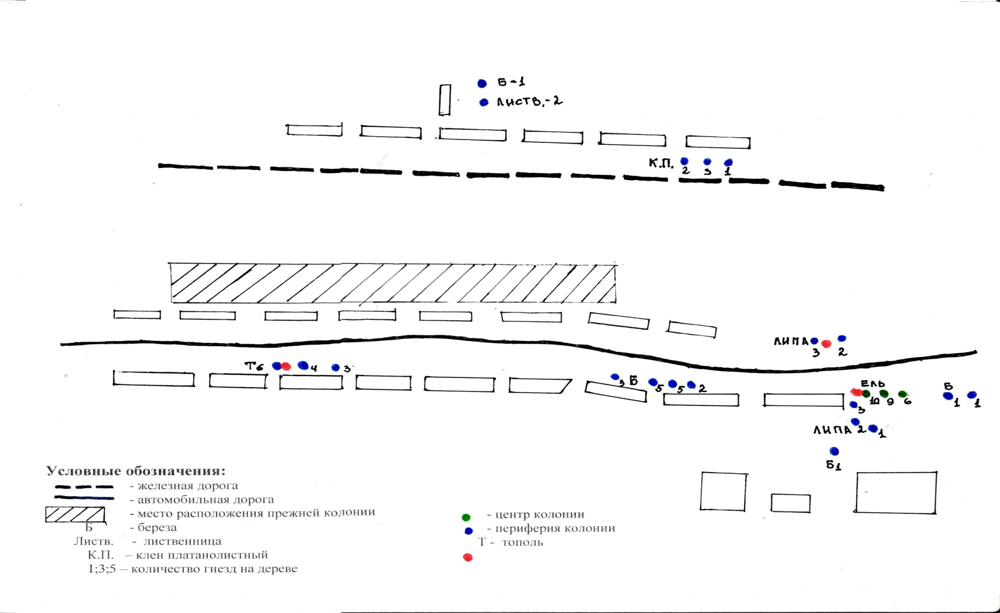 Б-1
ЛИСТВ.-2
К.П.
2 3 1
ЛИПА
3 2
Т6 4 3
3 Б 5 5 2
ЕЛЬ
10 9 6
3
Б
1 1
ЛИПА 2 1
Б1
Условные обозначения:
- железная дорога
- автомобильная дорога
- место расположения прежней колонии
Б - береза
Листв. - лиственница
К.П. – клен платанолистный
1;3;5 – количество гнезд на дереве
- центр колонии
- периферия колонии
Т - тополь